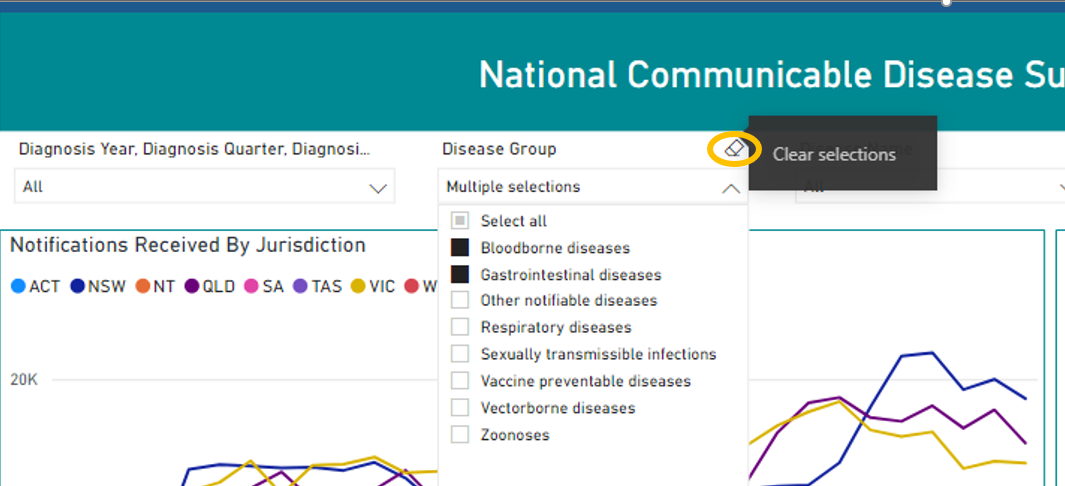 National Communicable Disease Su
Diagnosis Year, Diagnosis Quarter, Diagnosi...
Disease Group
Clear selections
All
Multiple selections
All
Select all
Bloodborne diseases
Gastrointestinal diseases
Other notifiable diseases
Respiratory diseases
Sexually transmissible infections
Vaccine preventable diseases
Vectorborne diseases
Zoonoses
Notifications Received By Jurisdiction
ACT NSW NT QLD SA TAS VIC W
20K